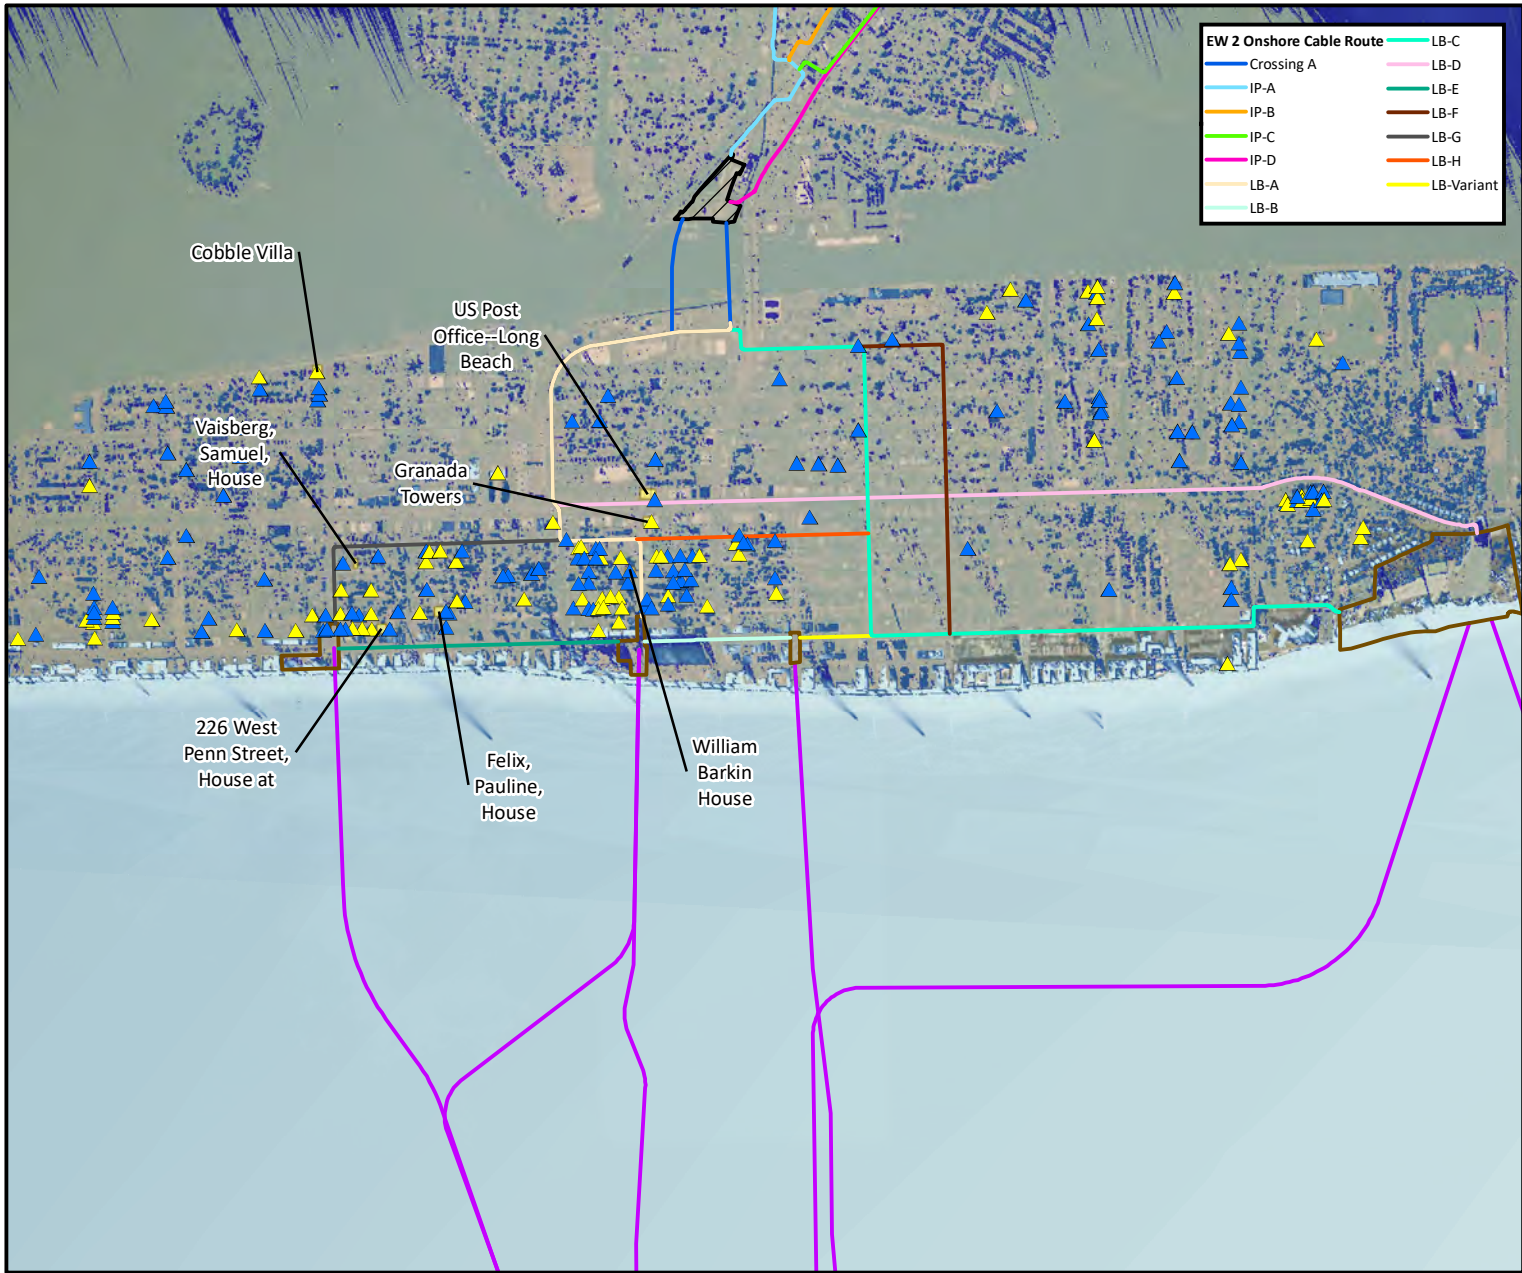 EW 2 Onshore Cable Route
Crossing A
IP-A
IP-B
IP-C
IP-D
LB-A
LB-B
LB-C
LB-D
LB-E
LB-F
LB-G
LB-H
LB-Variant
Cobble Villa
US Post
Office--Long
Beach
Vaisberg,
Samuel,
House
Granada
Towers
226 West
Penn Street,
House at
Felix,
Pauline,
House
William
Barkin
House